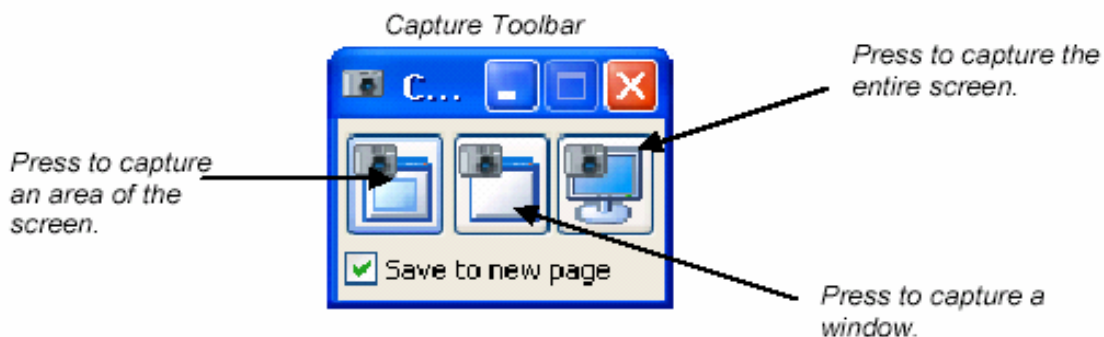 Capture Toolbar
C...
Press to capture the
entire screen.
Press to capture
an area of the
screen.
Save to new page
Press to capture a
window.